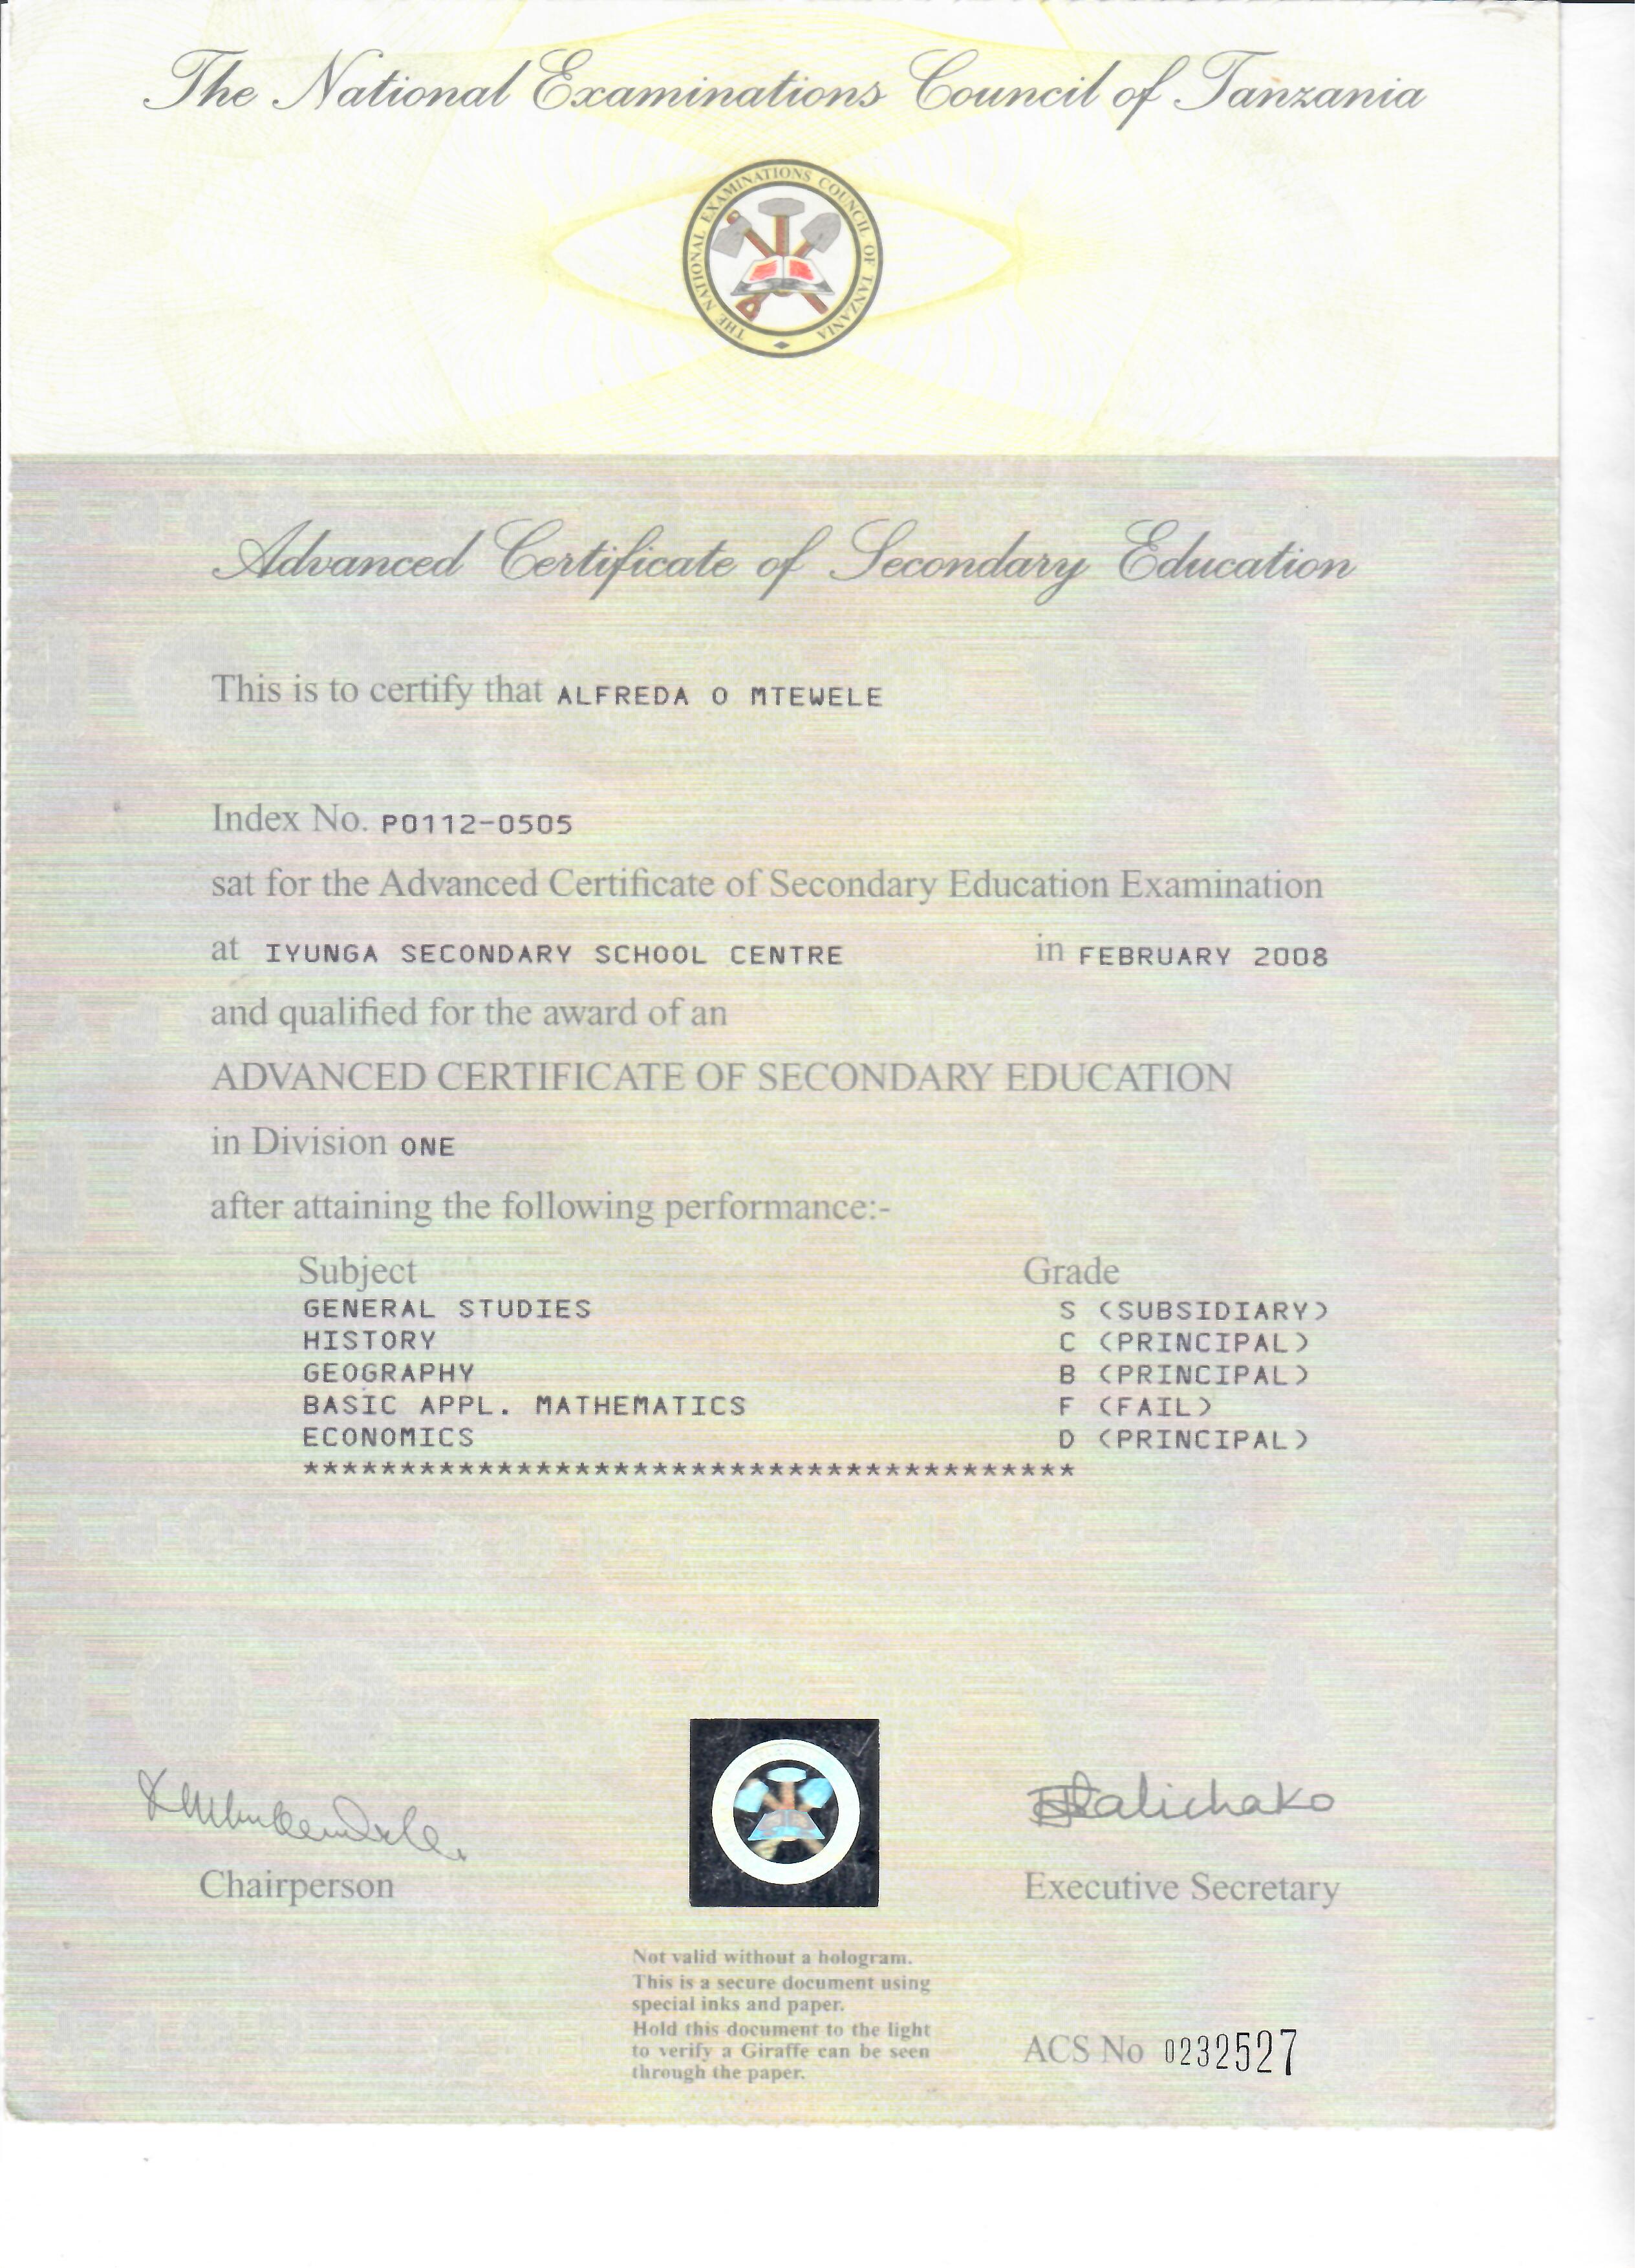 The National Examinations Council of Tanzania
THE NATIONAL EXAMINATIONS COUNCIL OF TANZANIA
Advanced Certificate of Secondary Education
This is to certify that ALFREDA O MTEWELE
Index No. P0112-0505
sat for the Advanced Certificate of Secondary Education Examination
at IYUNGA SECONDARY SCHOOL CENTRE in FEBRUARY 2008
and qualified for the award of an
ADVANCED CERTIFICATE OF SECONDARY EDUCATION
in Division ONE
after attaining the following performance:-
Subject Grade
GENERAL STUDIES S (SUBSIDIARY)
HISTORY C (PRINCIPAL)
GEOGRAPHY B (PRINCIPAL)
BASIC APPL. MATHEMATICS F (FAIL)
ECONOMICS D (PRINCIPAL)
****************************************
Chairperson
Executive Secretary
Not valid without a hologram.
This is a secure document using
special inks and paper.
Hold this document to the light
to verify a Giraffe can be seen
through the paper.
ACS No 0232527